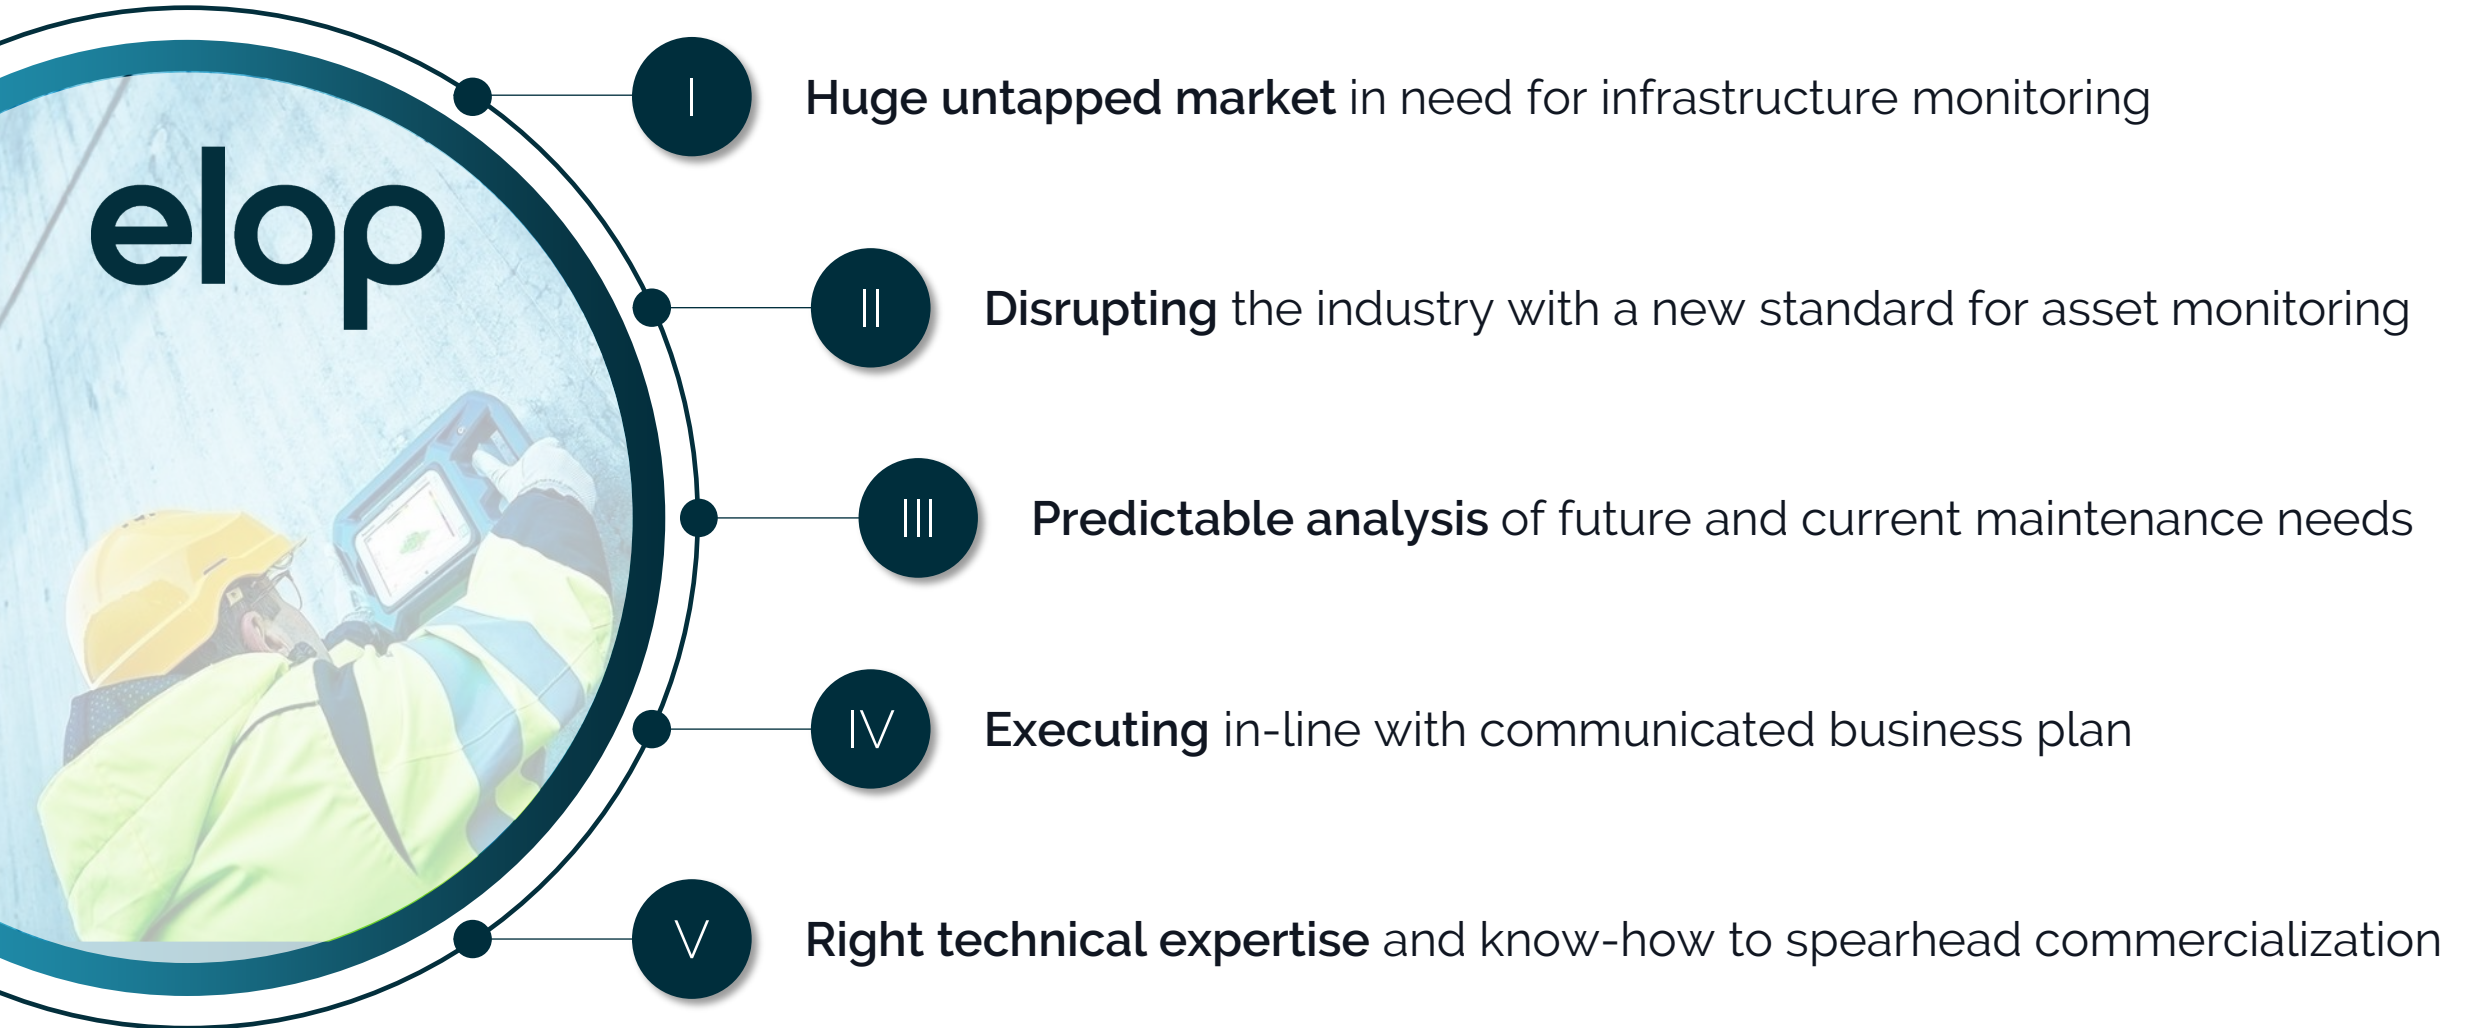 elop
I
Huge untapped market in need for infrastructure monitoring
II
Disrupting the industry with a new standard for asset monitoring
III
Predictable analysis of future and current maintenance needs
IV
Executing in-line with communicated business plan
V
Right technical expertise and know-how to spearhead commercialization